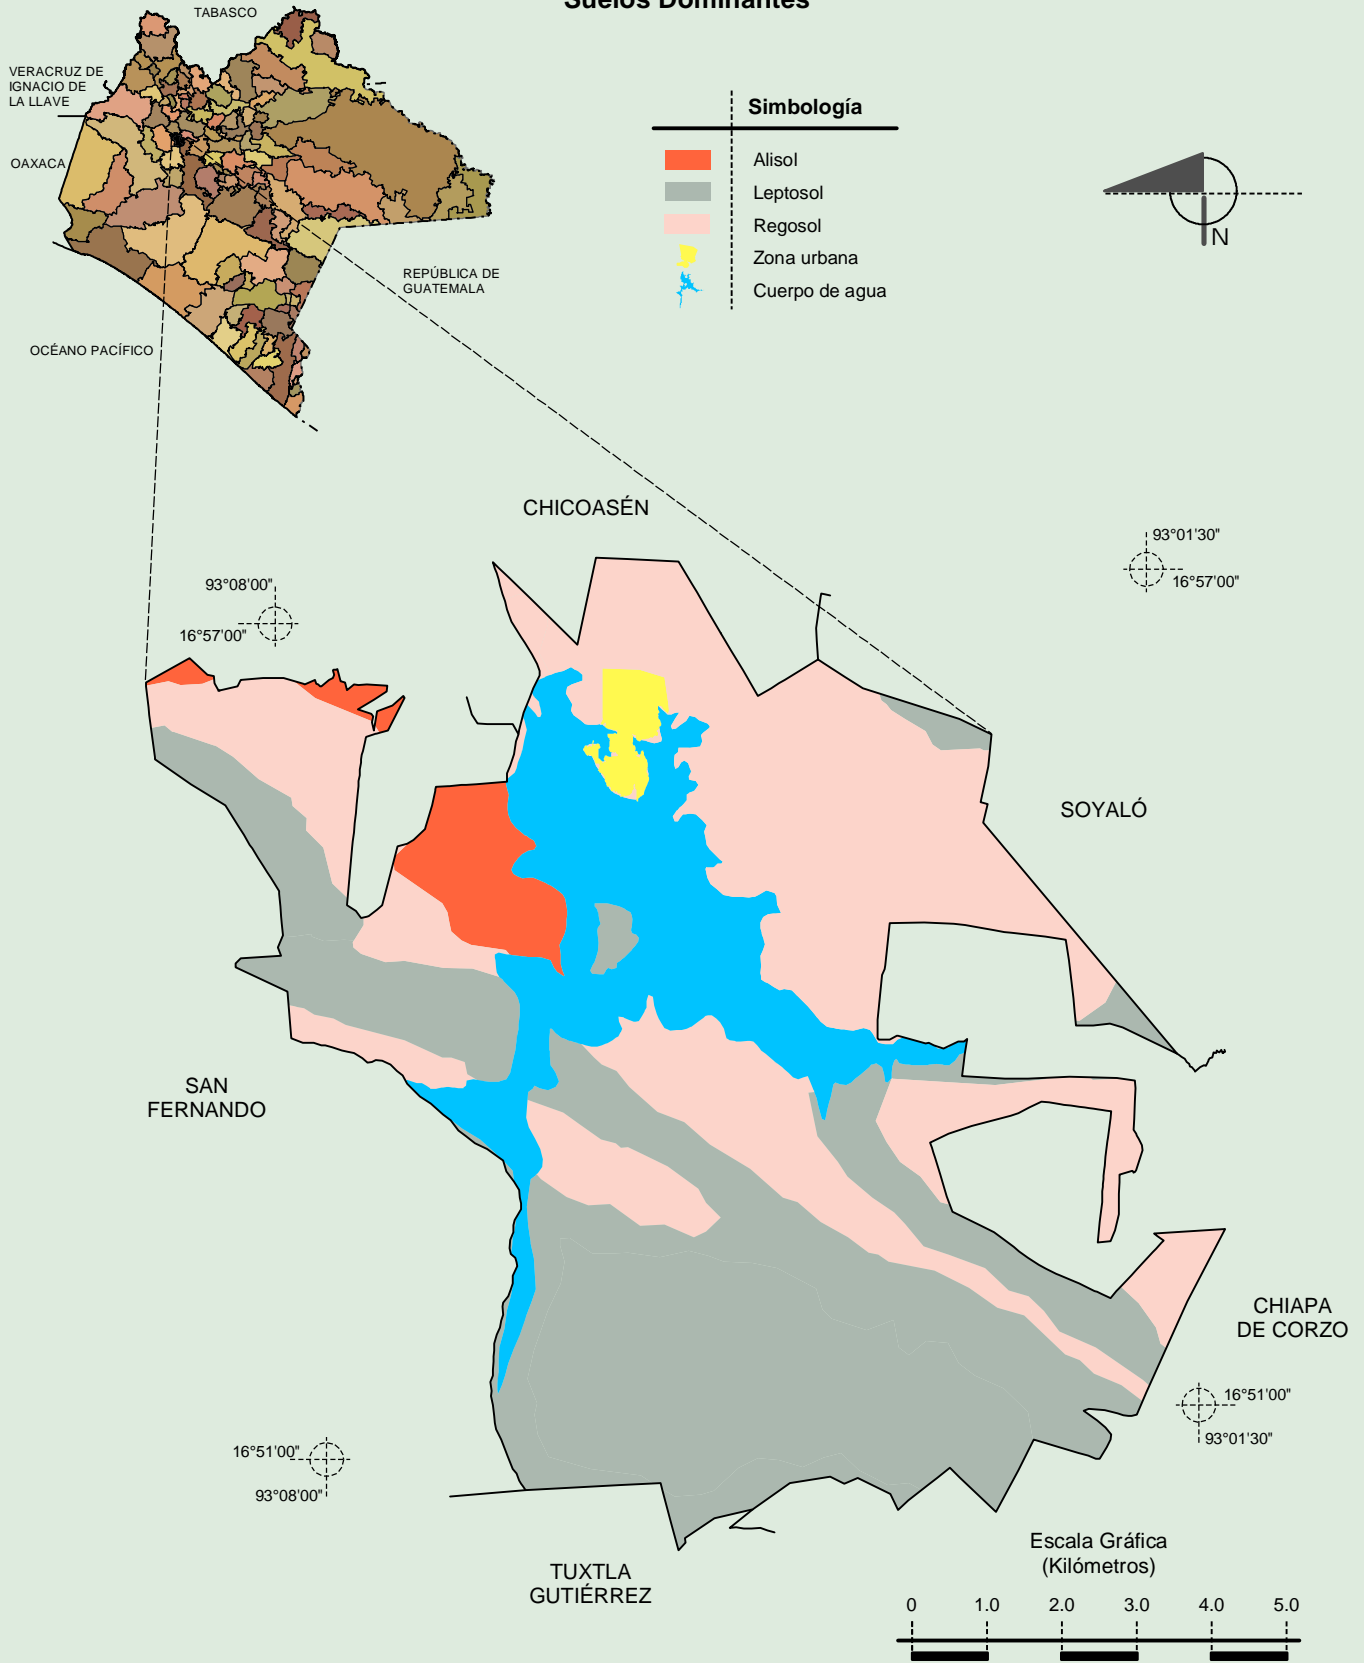 Suelos Dominantes
TABASCO
VERACRUZ DE
IGNACIO DE
LA LLAVE
OAXACA
REPÚBLICA DE
GUATEMALA
OCÉANO PACÍFICO
Simbología
Alisol
Leptosol
Regosol
Zona urbana
Cuerpo de agua
N
CHICOASÉN
93°01'30"
16°57'00"
93°08'00"
16°57'00"
SOYALÓ
SAN
FERNANDO
CHIAPA
DE CORZO
16°51'00"
93°01'30"
16°51'00"
93°08'00"
TUXTLA
GUTIÉRREZ
Escala Gráfica
(Kilómetros)
0 1.0 2.0 3.0 4.0 5.0